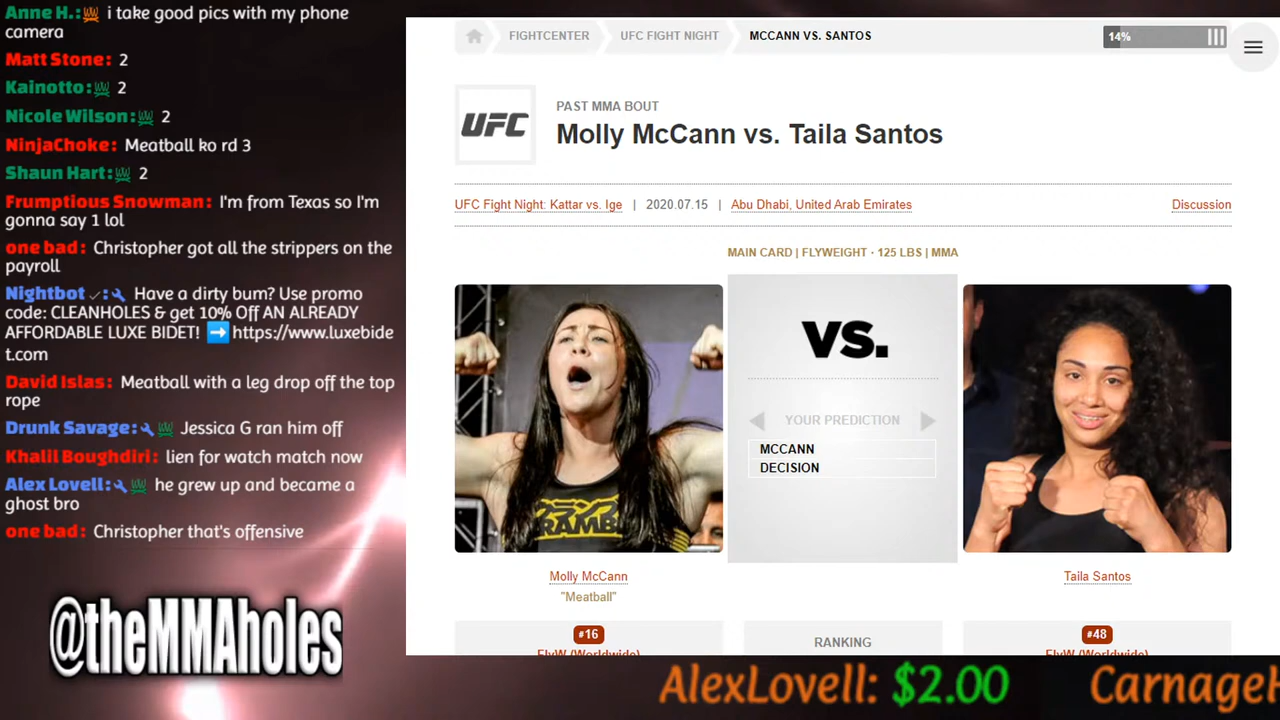 Anne H.: i take good pics with my phone
camera
Matt Stone: 2
Kainotto: 2
Nicole Wilson: 2
NinjaChoke: Meatball ko rd 3
Shaun Hart: 2
Frumptious Snowman: I'm from Texas so I'm
gonna say 1 lol
one bad: Christopher got all the strippers on the
payroll
Nightbot ✓: Have a dirty bum? Use promo
code: CLEANHOLES & get 10% Off AN ALREADY
AFFORDABLE LUXE BIDET! ➡ https://www.luxebide
t.com
David Islas: Meatball with a leg drop off the top
rope
Drunk Savage: Jessica G ran him off
Khalil Boughdiri: lien for watch match now
Alex Lovell: he grew up and became a
ghost bro
one bad: Christopher that's offensive
@theMMAholes
FIGHTCENTER
UFC FIGHT NIGHT
MCCANN VS. SANTOS
14%
UFC
PAST MMA BOUT
Molly McCann vs. Taila Santos
UFC Fight Night: Kattar vs. Ige | 2020.07.15 | Abu Dhabi, United Arab Emirates
Discussion
MAIN CARD | FLYWEIGHT · 125 LBS | MMA
VS.
YOUR PREDICTION
MCCANN
DECISION
RAMB
Molly McCann
"Meatball"
Taila Santos
#16
FlyW (Worldwide)
RANKING
#48
FlyW (Worldwide)
AlexLovell: $2.00
Carnage